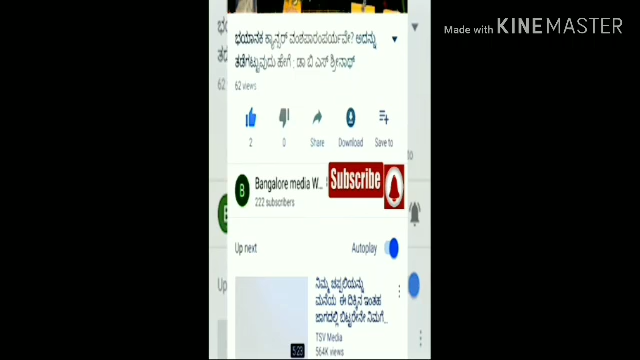 Made with KINEMASTER
ಭಯಾನಕ ಕ್ಯಾನ್ಸರ್ ವಂಶಪಾರಂಪರ್ಯವೇ? ಅದನ್ನು
ತಡೆಗಟ್ಟುವುದು ಹೇಗೆ ; ಡಾ ಬಿ ಎಸ್ ಶ್ರೀನಾಥ್
62 views
2 0 Share Download Save to
B Bangalore media W... Subscribe
222 subscribers
Up next Autoplay
ನಿಮ್ಮ ಚಪ್ಪಲಿಯನ್ನು
ಮನೆಯ ಈ ದಿಕ್ಕಿನ ಇಂತಹ
ಜಾಗದಲ್ಲಿ ಬಿಟ್ಟರೇನೇ ನಿಮಗೆ...
TSV Media
564K views
5:23